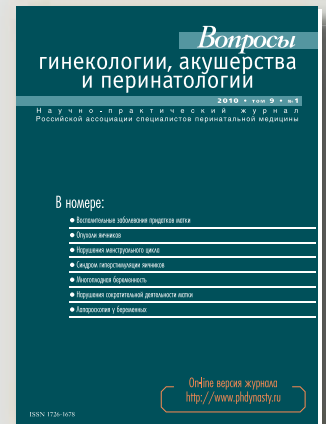 Вопросы
гинекологии, акушерства
и перинатологии
2010 • том 9 • №1
Научно-практический журнал
Российской ассоциации специалистов перинатальной медицины
В номере:
● Воспалительные заболевания придатков матки
● Опухоли яичников
● Нарушения менструального цикла
● Синдром гиперстимуляции яичников
● Многоплодная беременность
● Нарушения сократительной деятельности матки
● Лапароскопия у беременных
On-line версия журнала
http://www.phdynasty.ru
ISSN 1726-1678